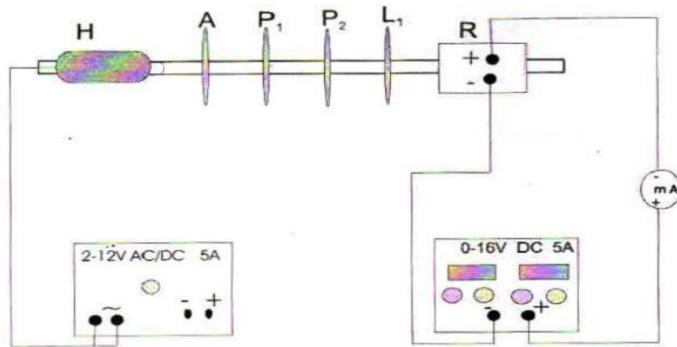 H A P₁ P₂ L₁ R
+
-
-
mA
+
2-12V AC/DC 5A
~ - +
0-16V DC 5A
- +